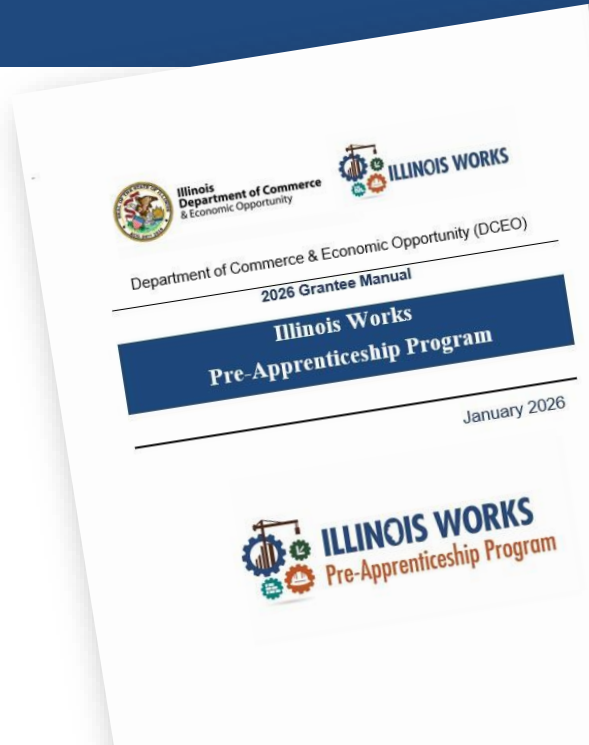 Illinois
Department of Commerce
& Economic Opportunity
ILLINOIS WORKS
Department of Commerce & Economic Opportunity (DCEO)
2026 Grantee Manual
Illinois Works
Pre-Apprenticeship Program
January 2026
ILLINOIS WORKS
Pre-Apprenticeship Program